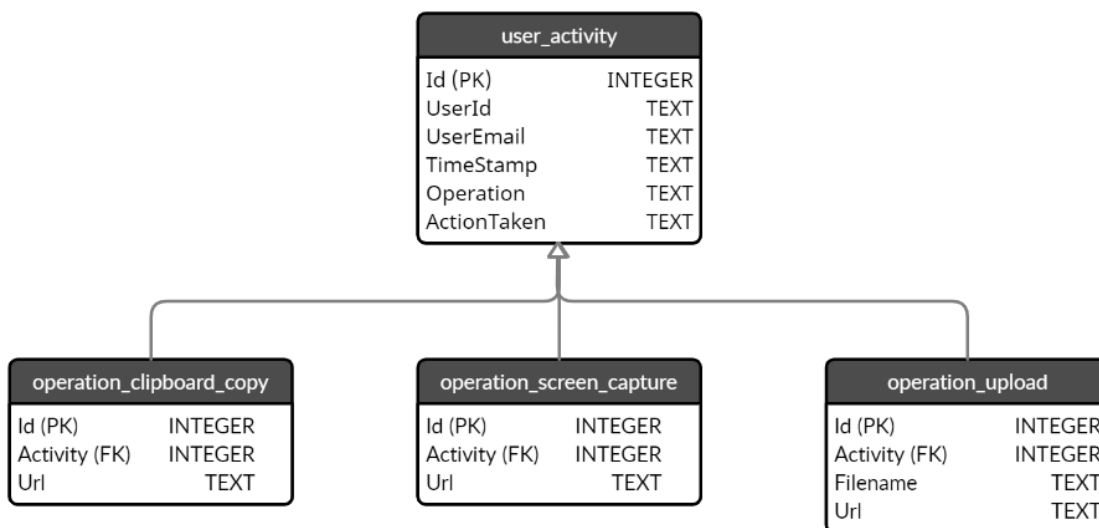 user_activity
Id (PK) INTEGER
UserId TEXT
UserEmail TEXT
TimeStamp TEXT
Operation TEXT
ActionTaken TEXT
operation_clipboard_copy
Id (PK) INTEGER
Activity (FK) INTEGER
Url TEXT
operation_screen_capture
Id (PK) INTEGER
Activity (FK) INTEGER
Url TEXT
operation_upload
Id (PK) INTEGER
Activity (FK) INTEGER
Filename TEXT
Url TEXT